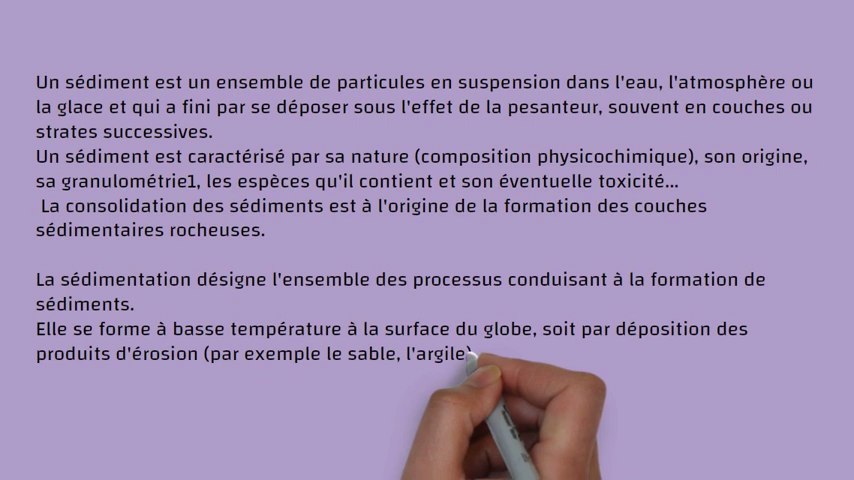 Un sédiment est un ensemble de particules en suspension dans l'eau, l'atmosphère ou
la glace et qui a fini par se déposer sous l'effet de la pesanteur, souvent en couches ou
strates successives.
Un sédiment est caractérisé par sa nature (composition physicochimique), son origine,
sa granulométrie1, les espèces qu'il contient et son éventuelle toxicité...
La consolidation des sédiments est à l'origine de la formation des couches
sédimentaires rocheuses.
La sédimentation désigne l'ensemble des processus conduisant à la formation de
sédiments.
Elle se forme à basse température à la surface du globe, soit par déposition des
produits d'érosion (par exemple le sable, l'argile)